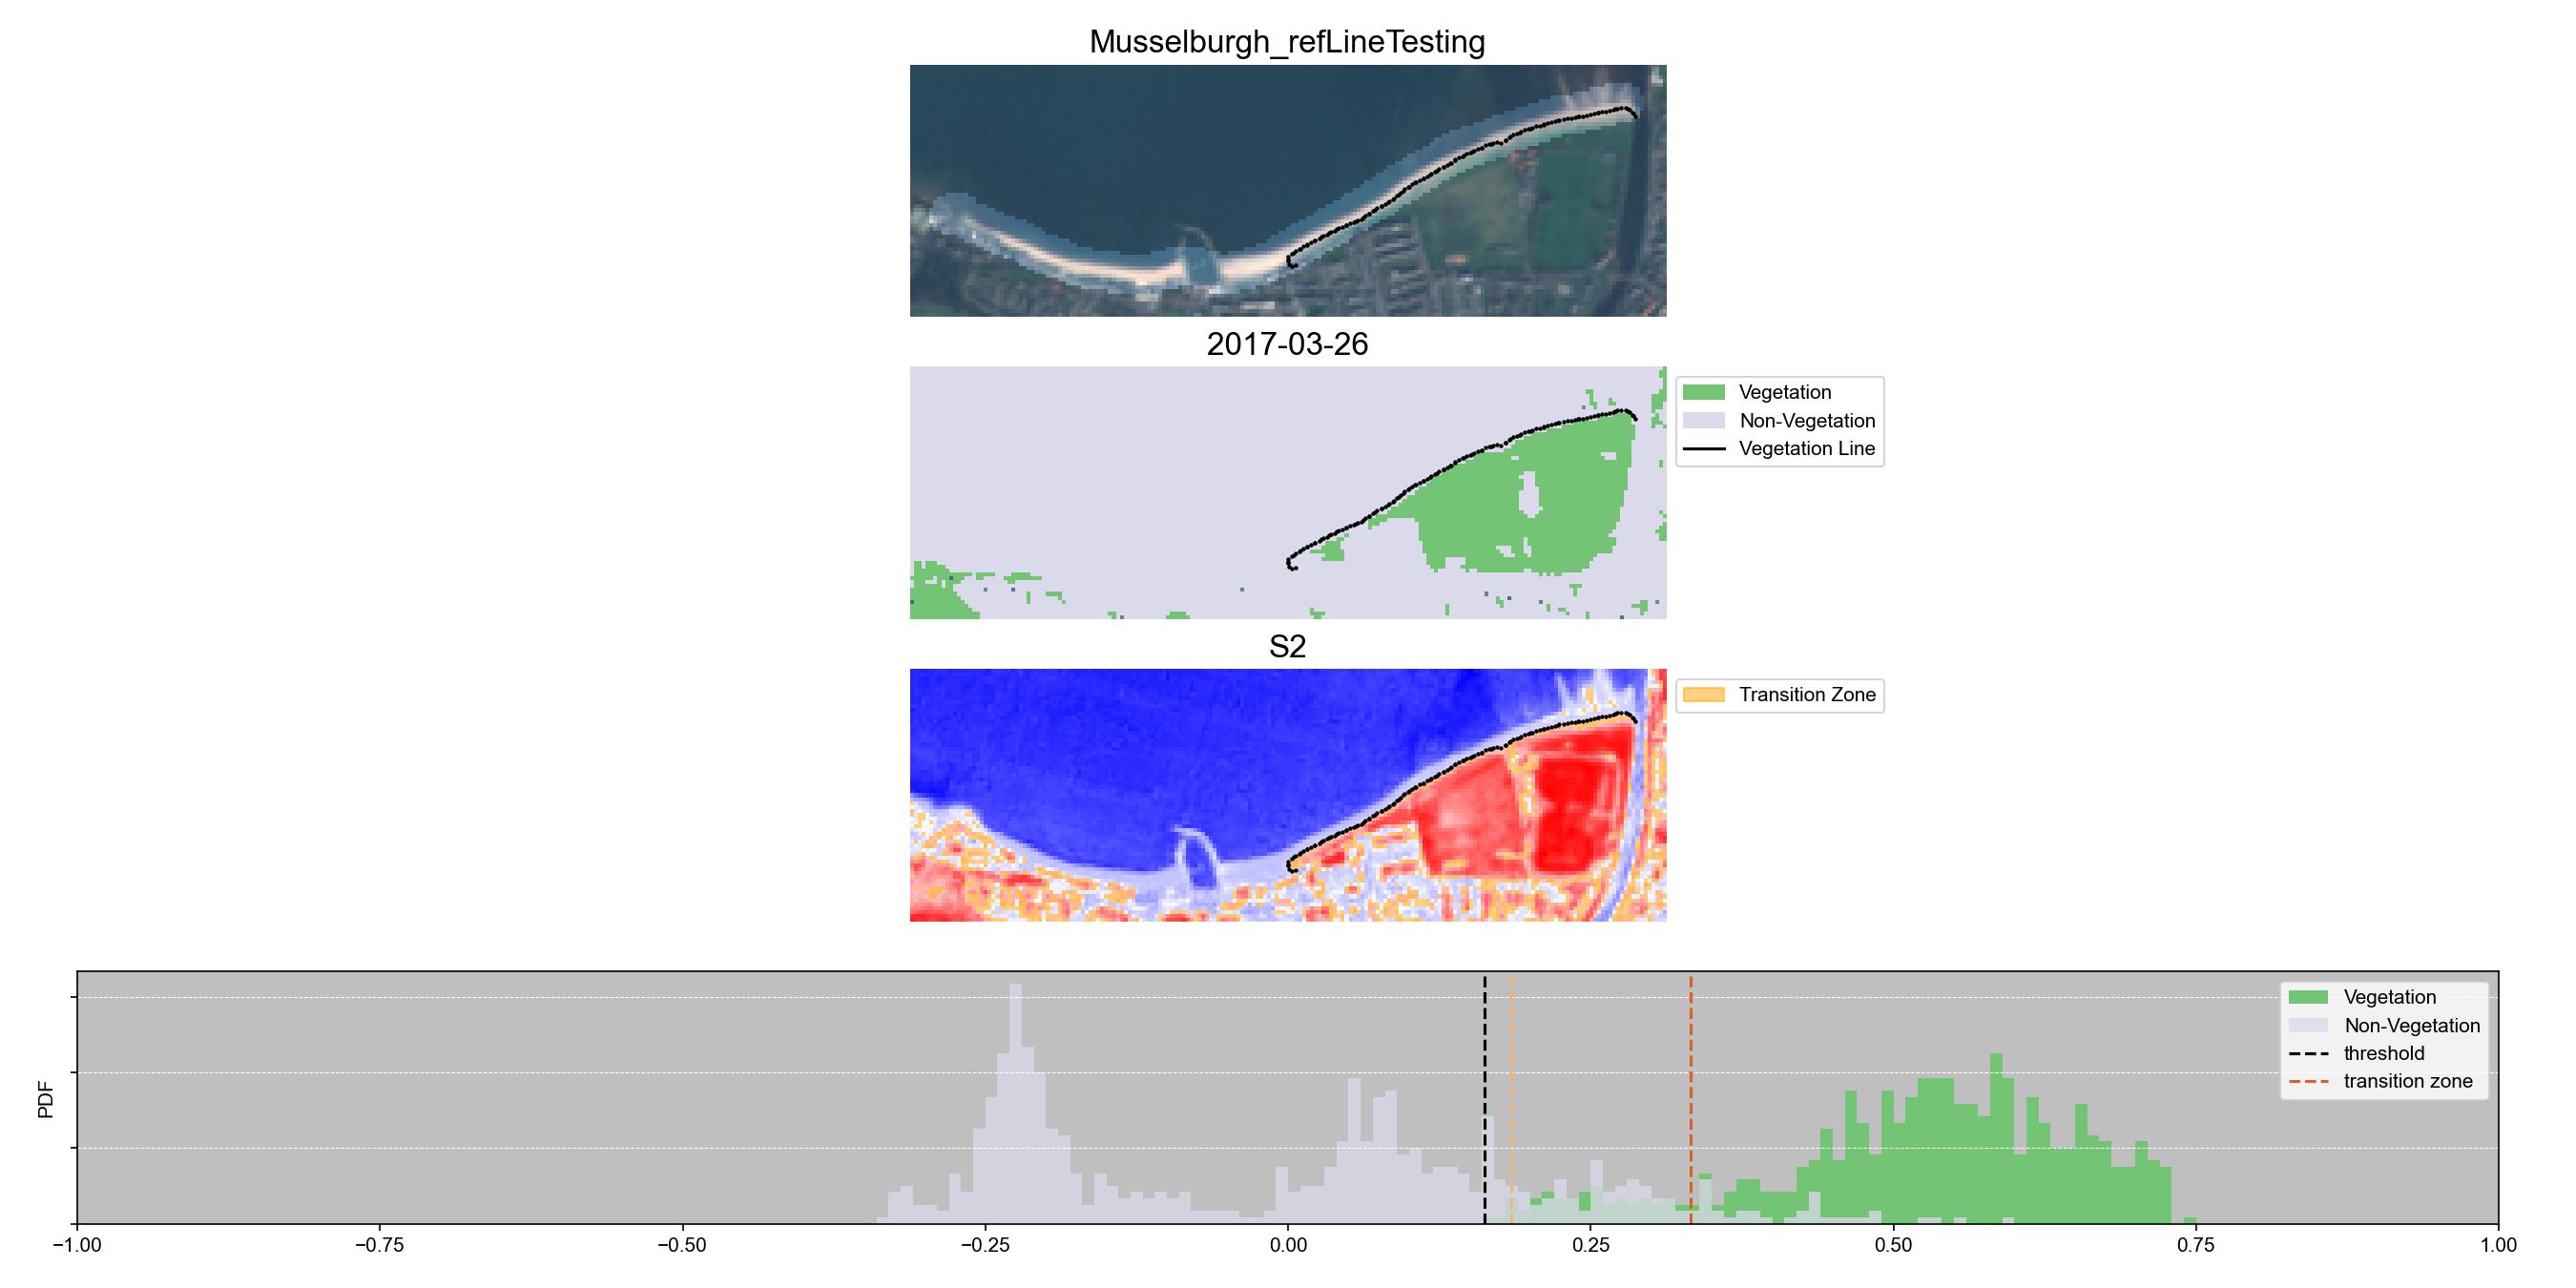 Musselburgh_refLineTesting
2017-03-26
Vegetation
Non-Vegetation
Vegetation Line
S2
Transition Zone
PDF
Vegetation
Non-Vegetation
threshold
transition zone
−1.00 −0.75 −0.50 −0.25 0.00 0.25 0.50 0.75 1.00